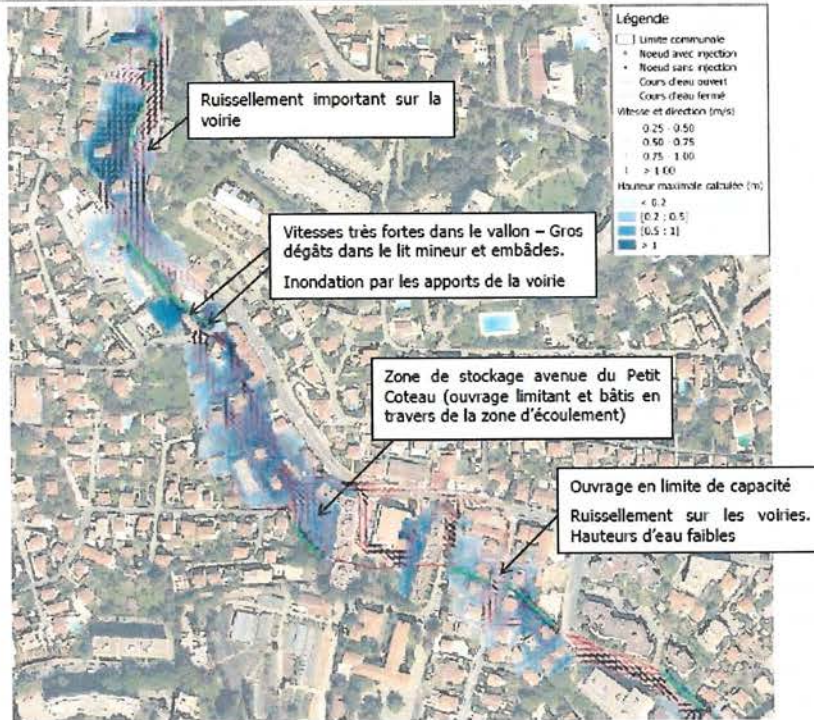 Légende
Limite communale
Noeud avec injection
Noeud sans injection
Cours d'eau ouvert
Cours d'eau fermé
Vitesse et direction (m/s)
0.25 - 0.50
0.50 - 0.75
0.75 - 1.00
> 1.00
Hauteur maximale calculée (m)
< 0.2
[0.2 ; 0.5]
[0.5 ; 1]
> 1
Ruissellement important sur la
voirie
Vitesses très fortes dans le vallon – Gros
dégâts dans le lit mineur et embâcles.
Inondation par les apports de la voirie
Zone de stockage avenue du Petit
Coteau (ouvrage limitant et bâtis en
travers de la zone d'écoulement)
Ouvrage en limite de capacité
Ruissellement sur les voiries.
Hauteurs d'eau faibles